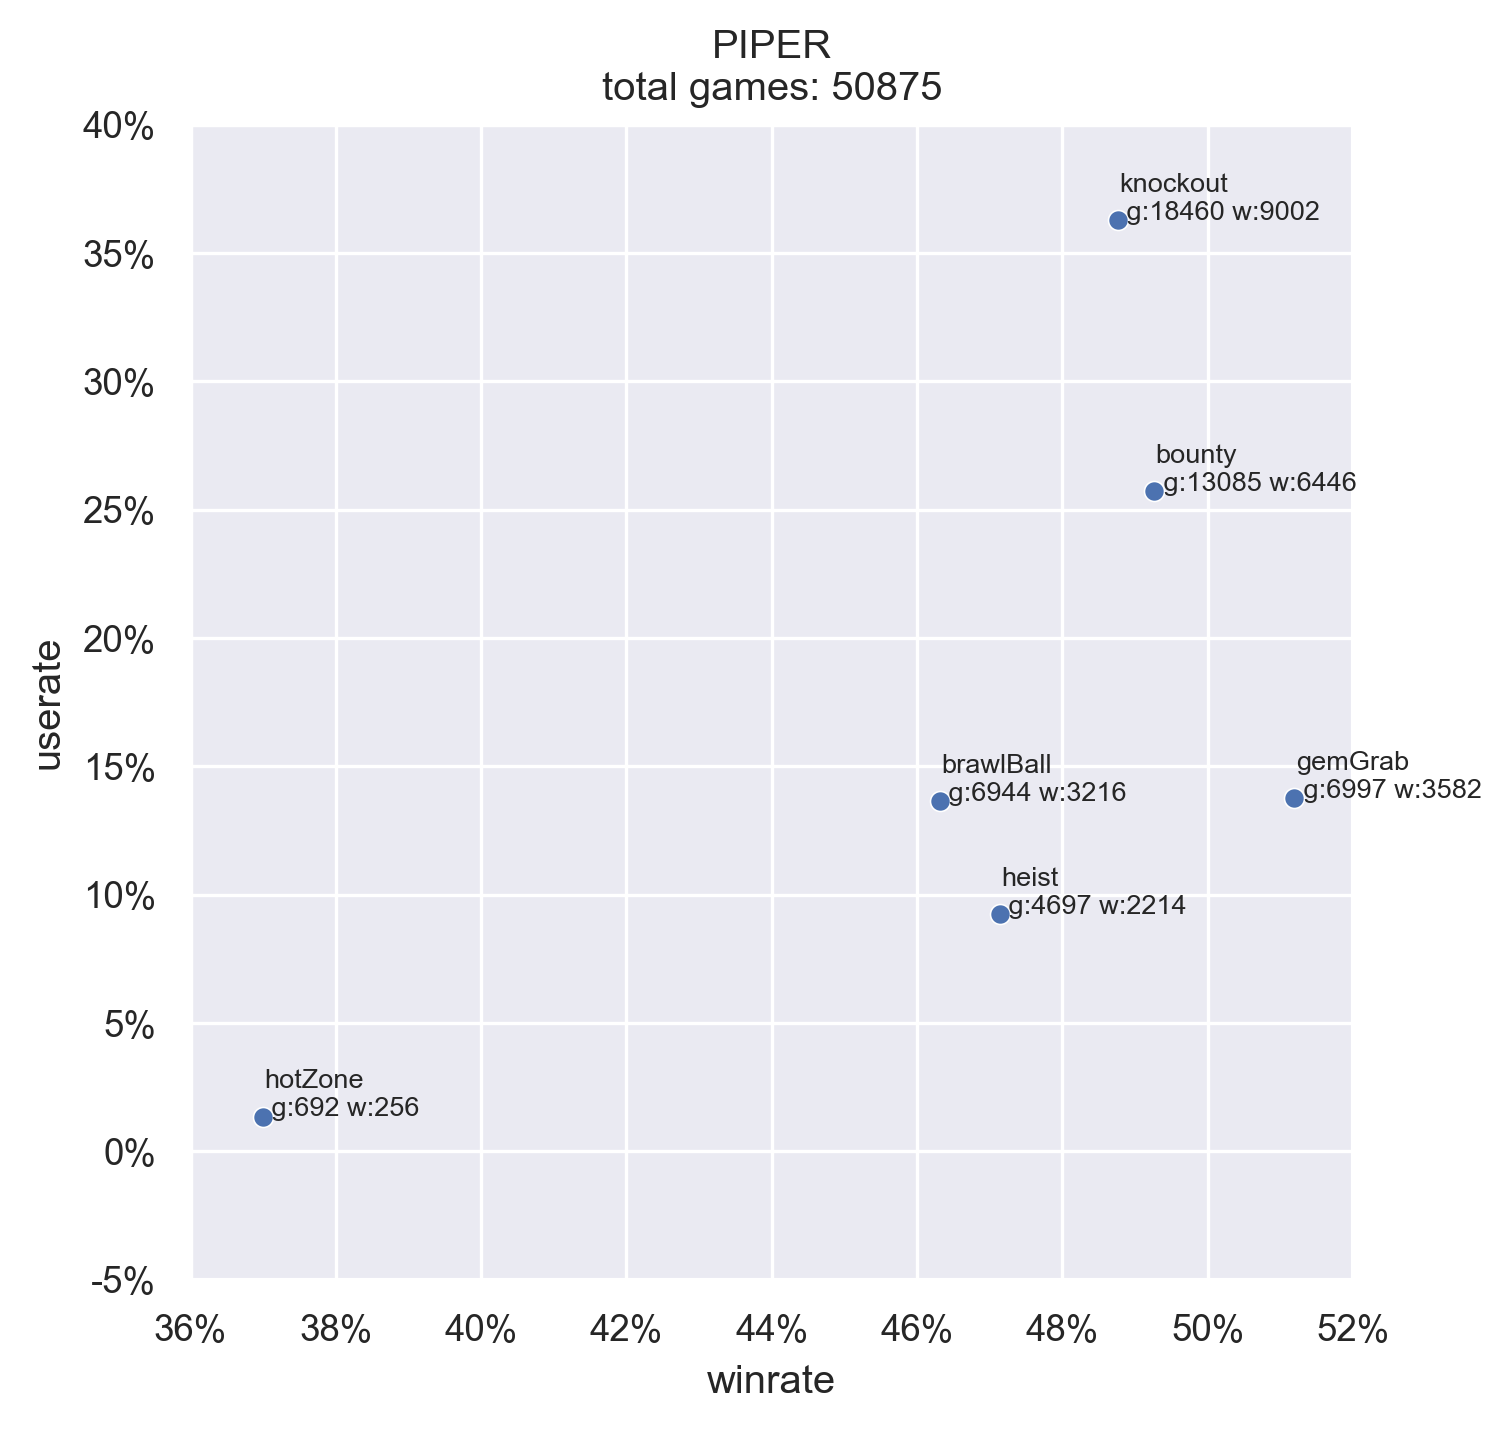 PIPER
total games: 50875
40%
35%
30%
25%
20%
15%
10%
5%
0%
-5%
userate
knockout
g:18460 w:9002
bounty
g:13085 w:6446
brawlBall
g:6944 w:3216
gemGrab
g:6997 w:3582
heist
g:4697 w:2214
hotZone
g:692 w:256
36% 38% 40% 42% 44% 46% 48% 50% 52%
winrate